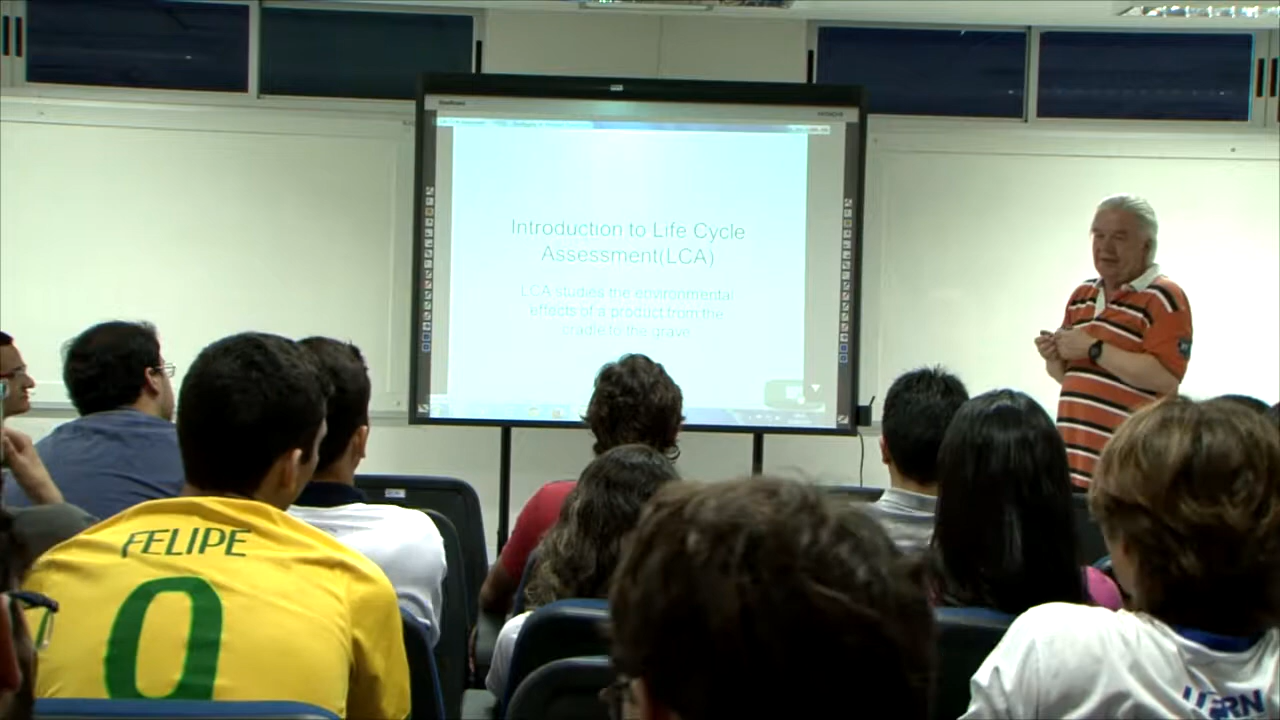 Introduction to Life Cycle
Assessment(LCA)
LCA studies the environmental
effects of a product from the
cradle to the grave
FELIPE
0
UFRN